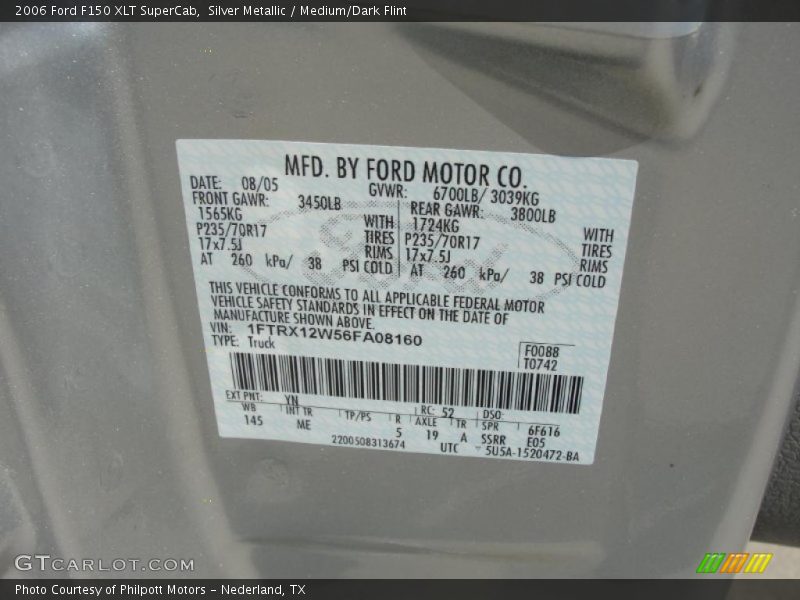 2006 Ford F150 XLT SuperCab, Silver Metallic / Medium/Dark Flint
MFD. BY FORD MOTOR CO.
DATE: 08/05 GVWR: 6700LB/ 3039KG
FRONT GAWR: 3450LB REAR GAWR: 3800LB
1565KG WITH 1724KG WITH
P235/70R17 TIRES P235/70R17 TIRES
17x7.5J RIMS 17x7.5J RIMS
AT 260 kPa/ 38 PSI COLD AT 260 kPa/ 38 PSI COLD
THIS VEHICLE CONFORMS TO ALL APPLICABLE FEDERAL MOTOR
VEHICLE SAFETY STANDARDS IN EFFECT ON THE DATE OF
MANUFACTURE SHOWN ABOVE.
VIN: 1FTRX12W56FA08160
TYPE: Truck
F0088
T0742
EXT PNT: YN RC: 52 DSO:
WB INT TR TP/PS R AXLE TR SPR 6F616
145 ME 5 19 A SSRR E05
2200508313674 UTC 5U5A-1520472-BA
Ford
GTCARLOT.COM
Photo Courtesy of Philpott Motors - Nederland, TX